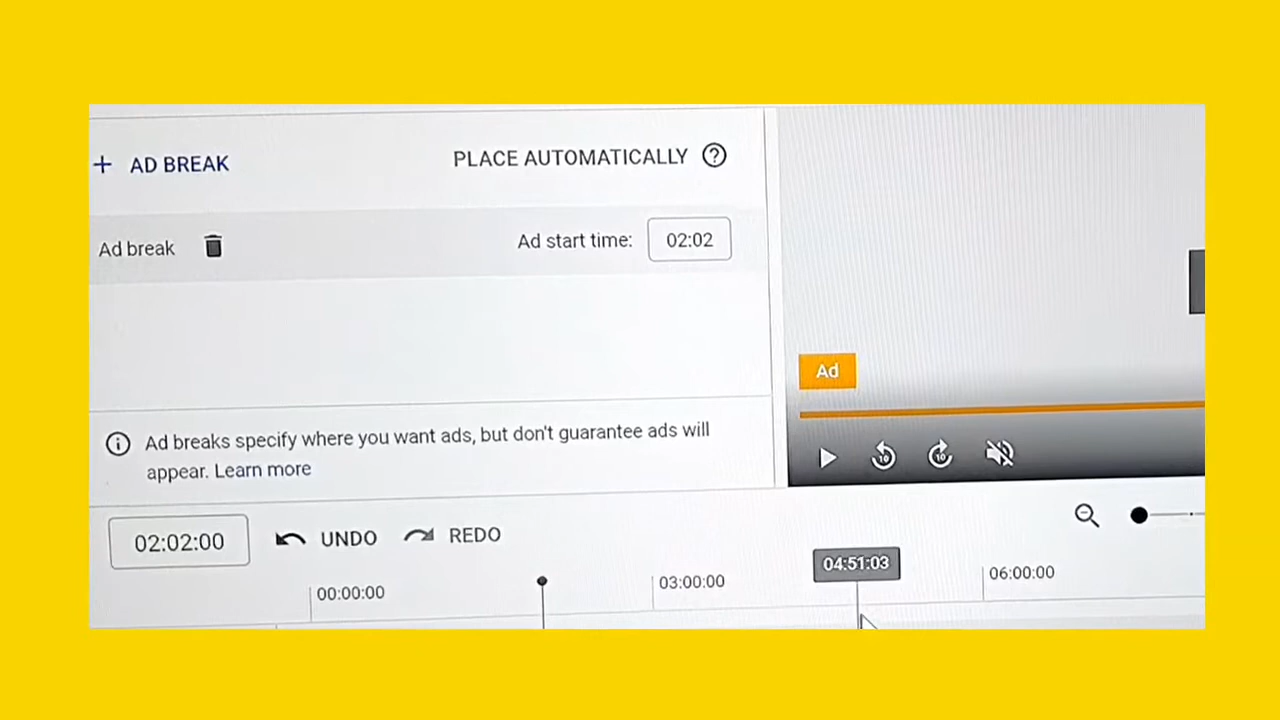 + AD BREAK
PLACE AUTOMATICALLY ?
Ad break
Ad start time: 02:02
Ad
Ad breaks specify where you want ads, but don't guarantee ads will
appear. Learn more
10 10
02:02:00 UNDO REDO
04:51:03
00:00:00 03:00:00 06:00:00